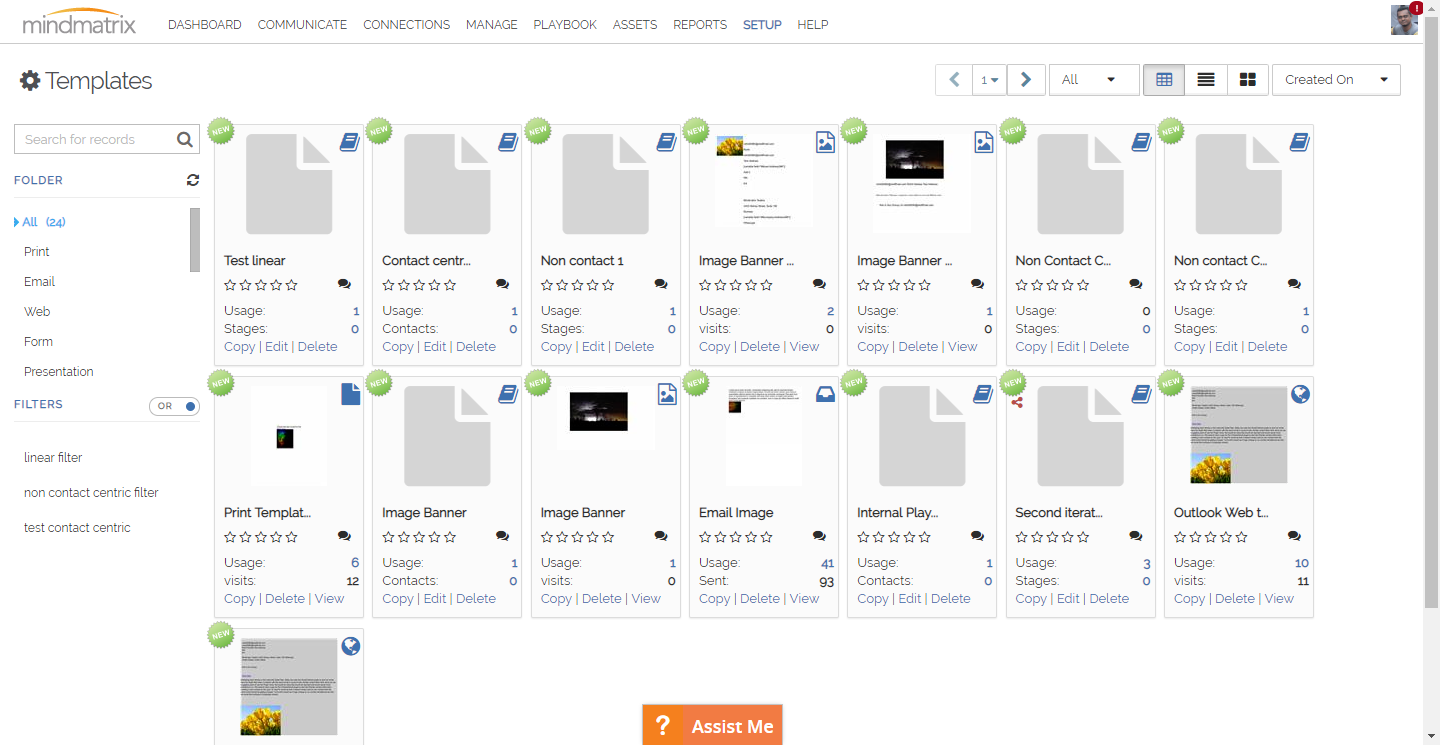 mindmatrix
DASHBOARD COMMUNICATE CONNECTIONS MANAGE PLAYBOOK ASSETS REPORTS SETUP HELP
!
Templates
1
All
Created On
Search for records
FOLDER
All (24)
Print
Email
Web
Form
Presentation
FILTERS
OR
linear filter
non contact centric filter
test contact centric
NEW NEW NEW NEW NEW NEW NEW
Test linear Contact centr... Non contact 1 Image Banner ... Image Banner ... Non Contact C... Non contact C...
Usage: 1 Usage: 1 Usage: 1 Usage: 2 Usage: 1 Usage: 0 Usage: 1
Stages: 0 Contacts: 0 Stages: 0 visits: 0 visits: 0 Stages: 0 Stages: 0
Copy | Edit | Delete Copy | Edit | Delete Copy | Edit | Delete Copy | Delete | View Copy | Delete | View Copy | Edit | Delete Copy | Edit | Delete
NEW NEW NEW NEW NEW NEW NEW
Print Templat... Image Banner Image Banner Email Image Internal Play... Second iterat... Outlook Web t...
Usage: 6 Usage: 1 Usage: 1 Usage: 41 Usage: 1 Usage: 3 Usage: 10
visits: 12 Contacts: 0 visits: 0 Sent: 93 Contacts: 0 Stages: 0 visits: 11
Copy | Delete | View Copy | Edit | Delete Copy | Delete | View Copy | Delete | View Copy | Edit | Delete Copy | Edit | Delete Copy | Delete | View
NEW
? Assist Me